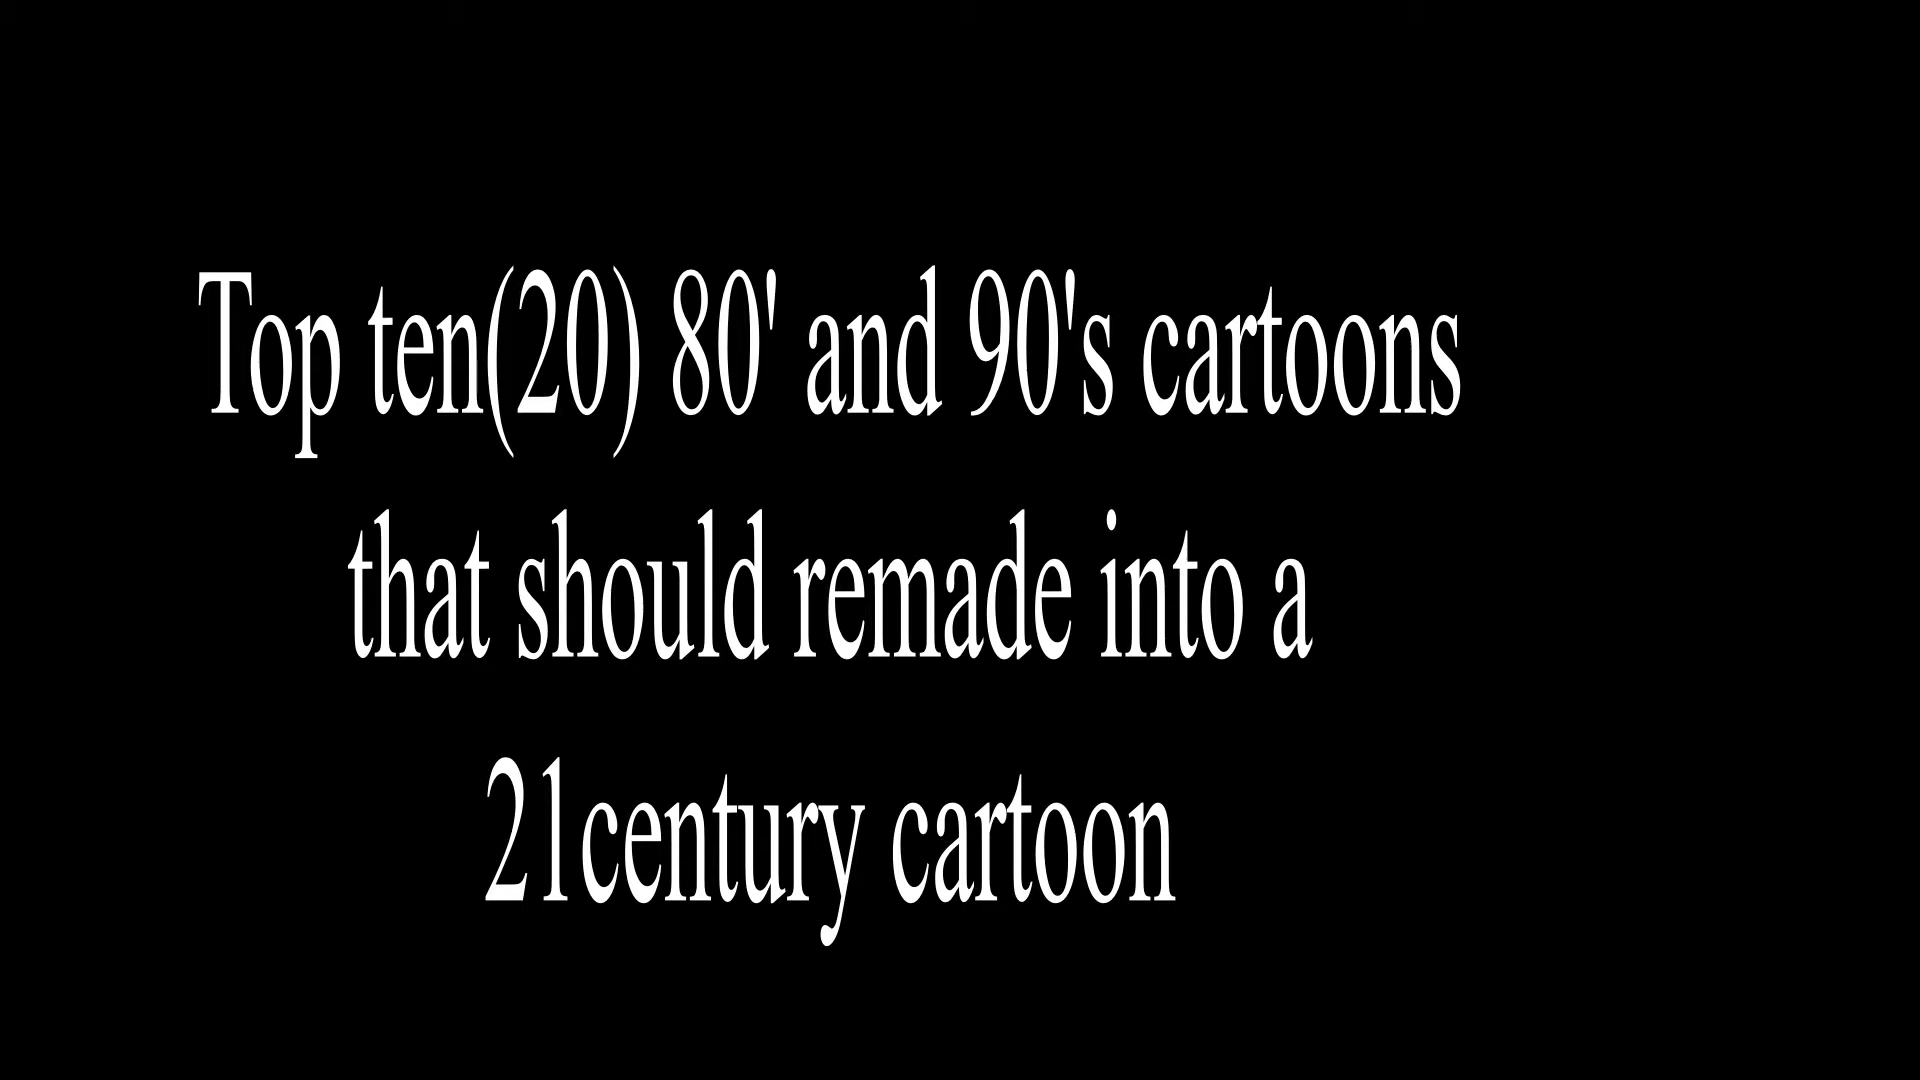 Top ten(20) 80' and 90's cartoons
that should remade into a
21century cartoon